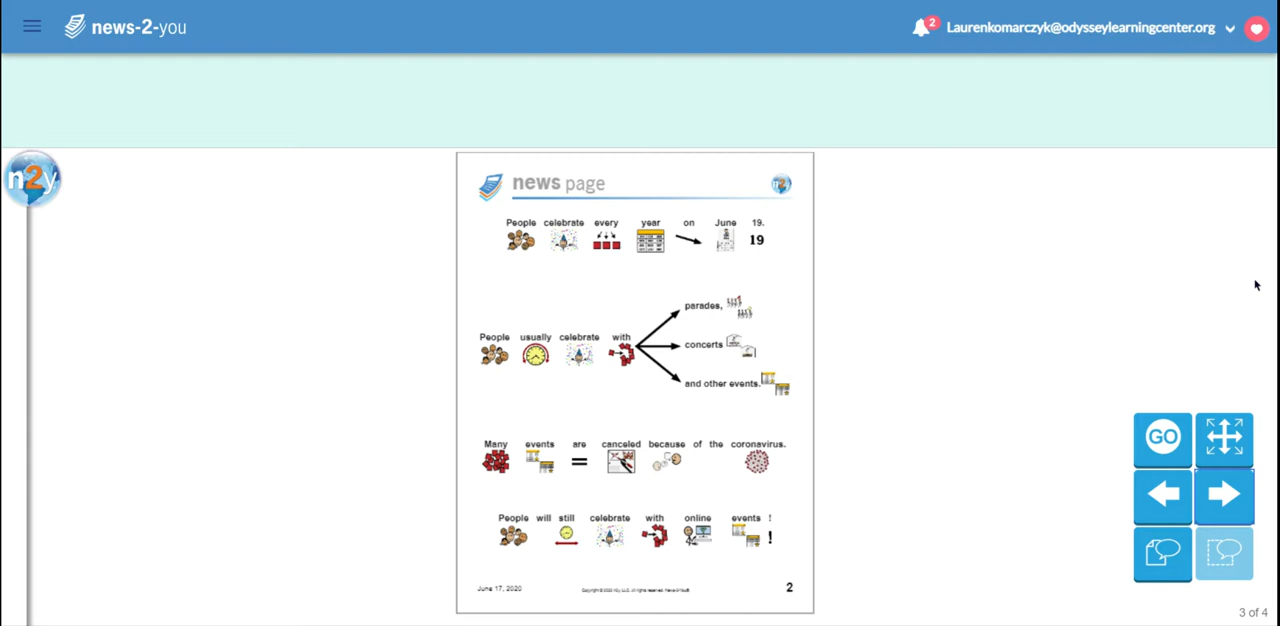 news-2-you
2
Laurenkomarczyk@odysseylearningcenter.org
n2y
news page
People celebrate every year on June 19.
19
parades,
People usually celebrate with
concerts
and other events.
Many events are canceled because of the coronavirus.
=
People will still celebrate with online events !
!
June 17, 2020
2
GO
3 of 4